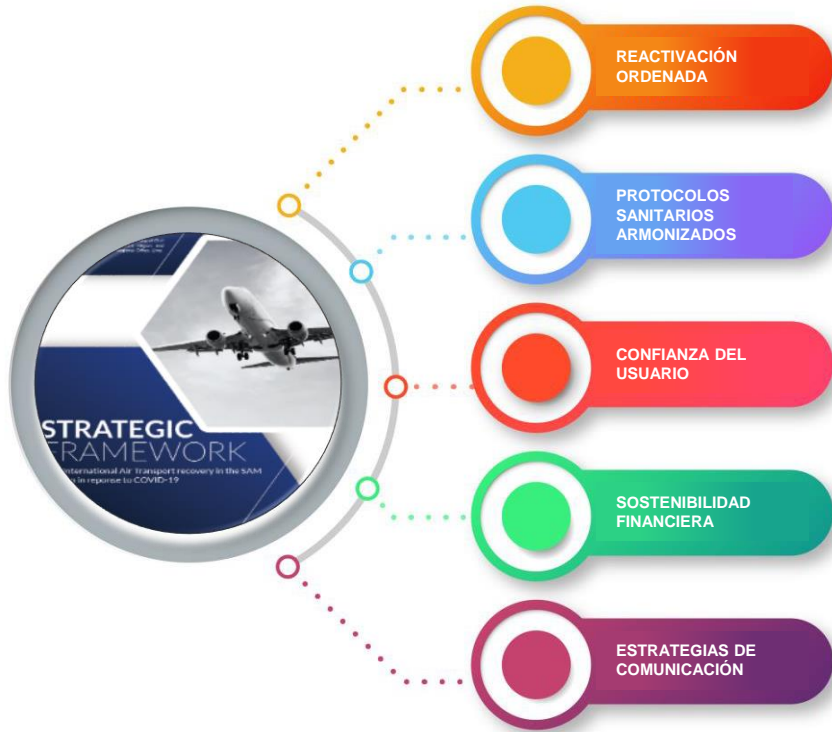 REACTIVACIÓN
ORDENADA
PROTOCOLOS
SANITARIOS
ARMONIZADOS
CONFIANZA DEL
USUARIO
STRATEGIC
FRAMEWORK
International Air Transport recovery in the SAM
in reponse to COVID-19
SOSTENIBILIDAD
FINANCIERA
ESTRATEGIAS DE
COMUNICACIÓN